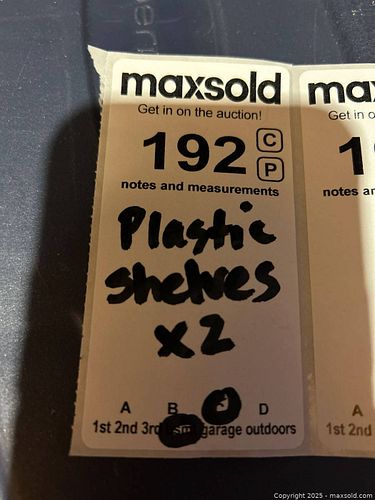 maxsold
Get in on the auction!
192 C
P
notes and measurements
Plastic
shelves
x2
A B C D
1st 2nd 3rd bsmt garage outdoors
max
Get in o
1
notes an
A
1st 2nd
Copyright 2025 - maxsold.com